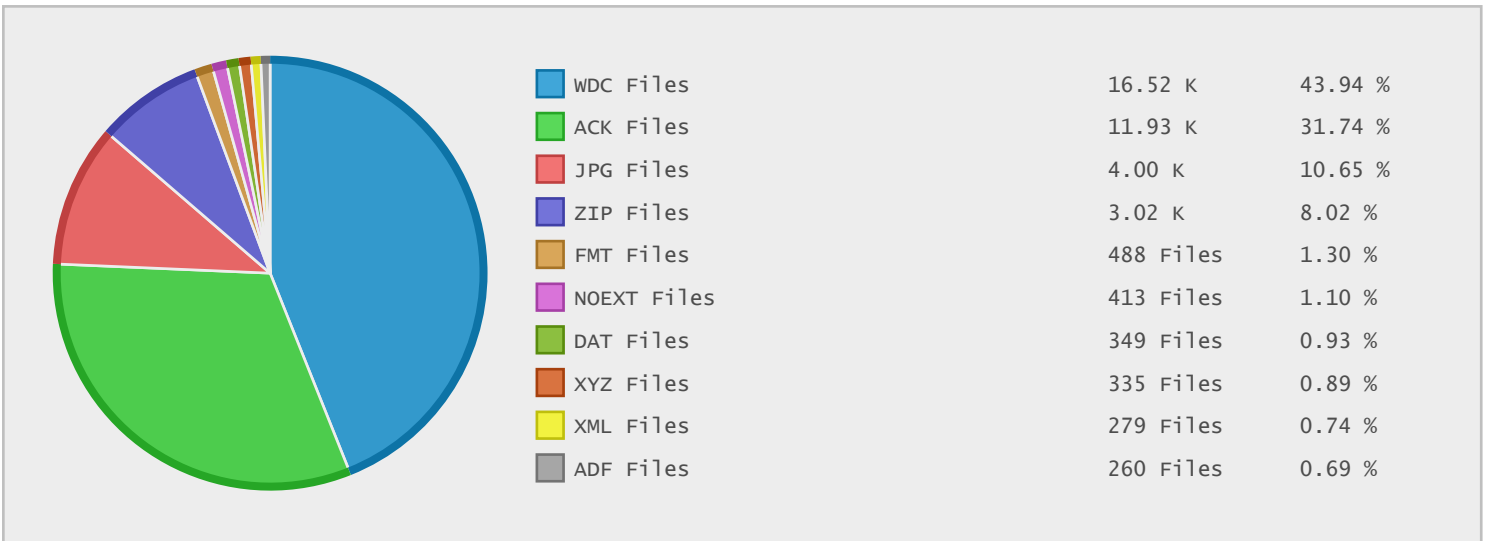 WDC Files 16.52 K 43.94 %
ACK Files 11.93 K 31.74 %
JPG Files 4.00 K 10.65 %
ZIP Files 3.02 K 8.02 %
FMT Files 488 Files 1.30 %
NOEXT Files 413 Files 1.10 %
DAT Files 349 Files 0.93 %
XYZ Files 335 Files 0.89 %
XML Files 279 Files 0.74 %
ADF Files 260 Files 0.69 %